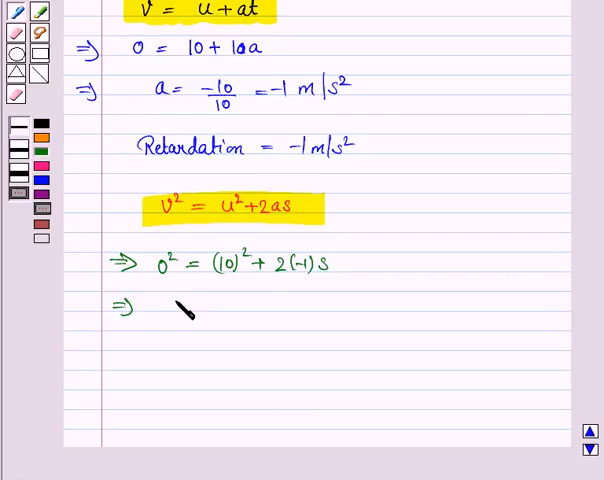 v = u + at
⇒ 0 = 10 + 10a
⇒ a = -10/10 = -1 m/s²
Retardation = -1 m/s²
v² = u² + 2as
⇒ 0² = (10)² + 2(-1)s
⇒